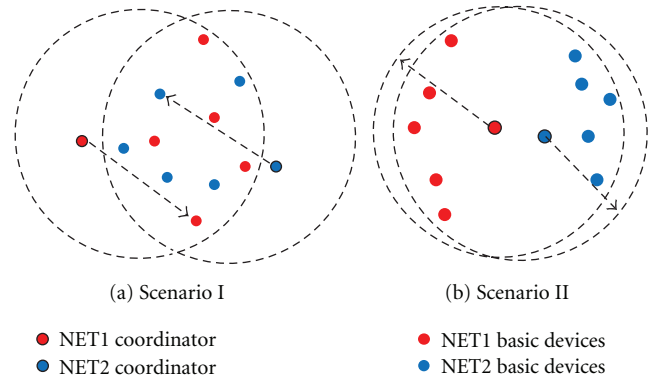 (a) Scenario I
(b) Scenario II
NET1 coordinator
NET2 coordinator
NET1 basic devices
NET2 basic devices